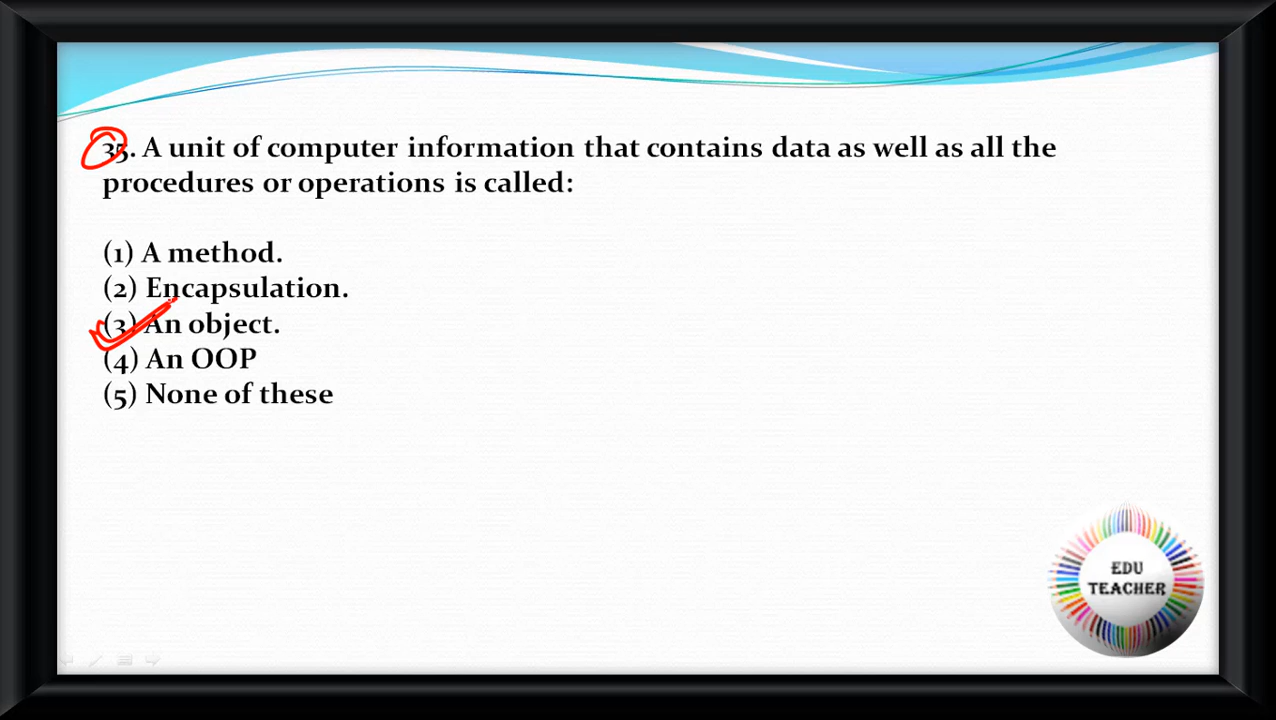 35. A unit of computer information that contains data as well as all the
procedures or operations is called:
(1) A method.
(2) Encapsulation.
(3) An object.
(4) An OOP
(5) None of these
EDU
TEACHER